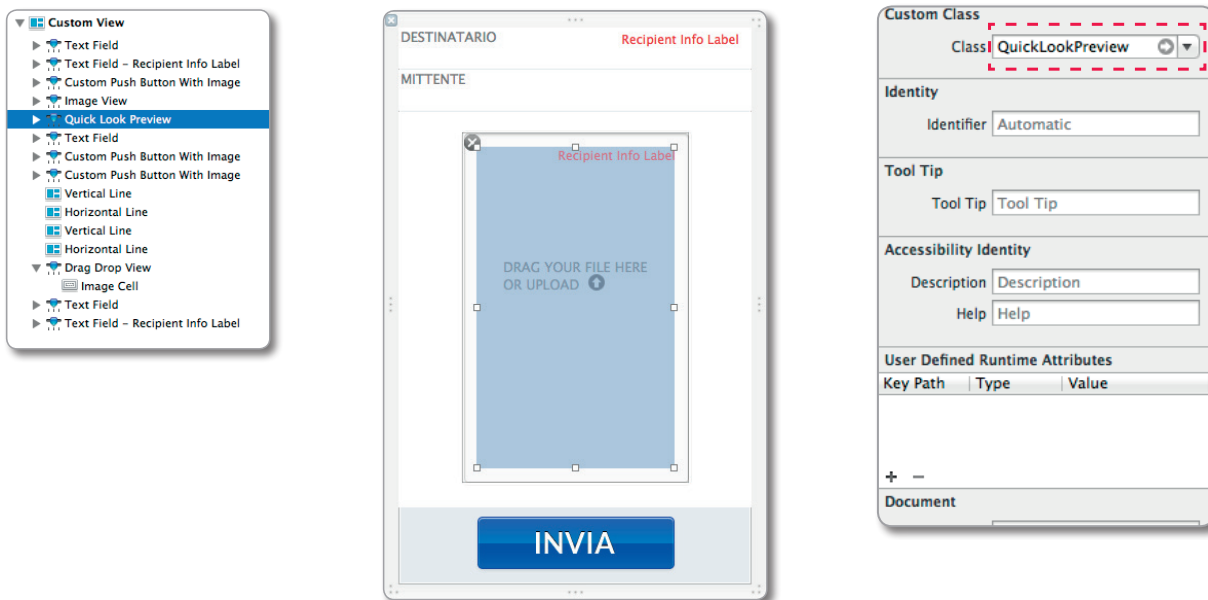 Custom View
Text Field
Text Field – Recipient Info Label
Custom Push Button With Image
Image View
Quick Look Preview
Text Field
Custom Push Button With Image
Custom Push Button With Image
Vertical Line
Horizontal Line
Vertical Line
Horizontal Line
Drag Drop View
Image Cell
Text Field
Text Field – Recipient Info Label
DESTINATARIO
Recipient Info Label
MITTENTE
Recipient Info Label
DRAG YOUR FILE HERE
OR UPLOAD
INVIA
Custom Class
Class QuickLookPreview
Identity
Identifier Automatic
Tool Tip
Tool Tip Tool Tip
Accessibility Identity
Description Description
Help Help
User Defined Runtime Attributes
Key Path Type Value
Document